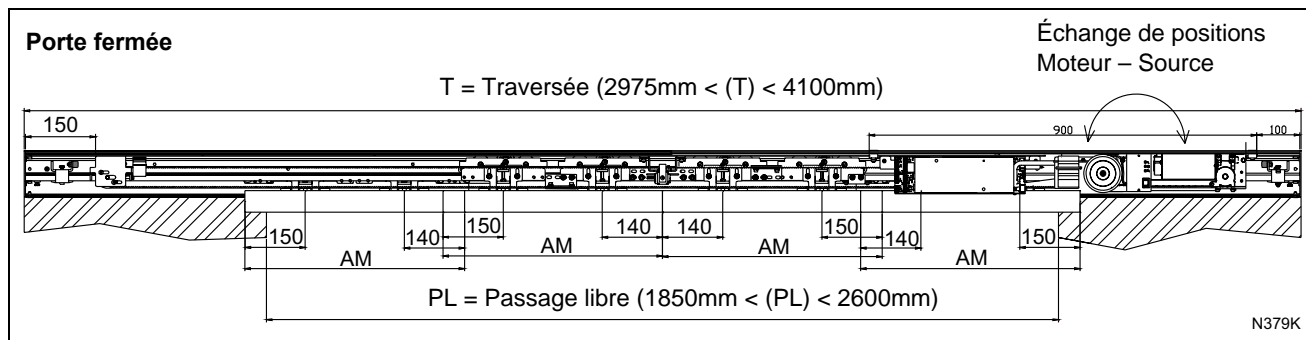 Porte fermée
Échange de positions
Moteur – Source
T = Traversée (2975mm < (T) < 4100mm)
150
900
100
150
140
150
140
140
150
140
150
AM
AM
AM
AM
PL = Passage libre (1850mm < (PL) < 2600mm)
N379K